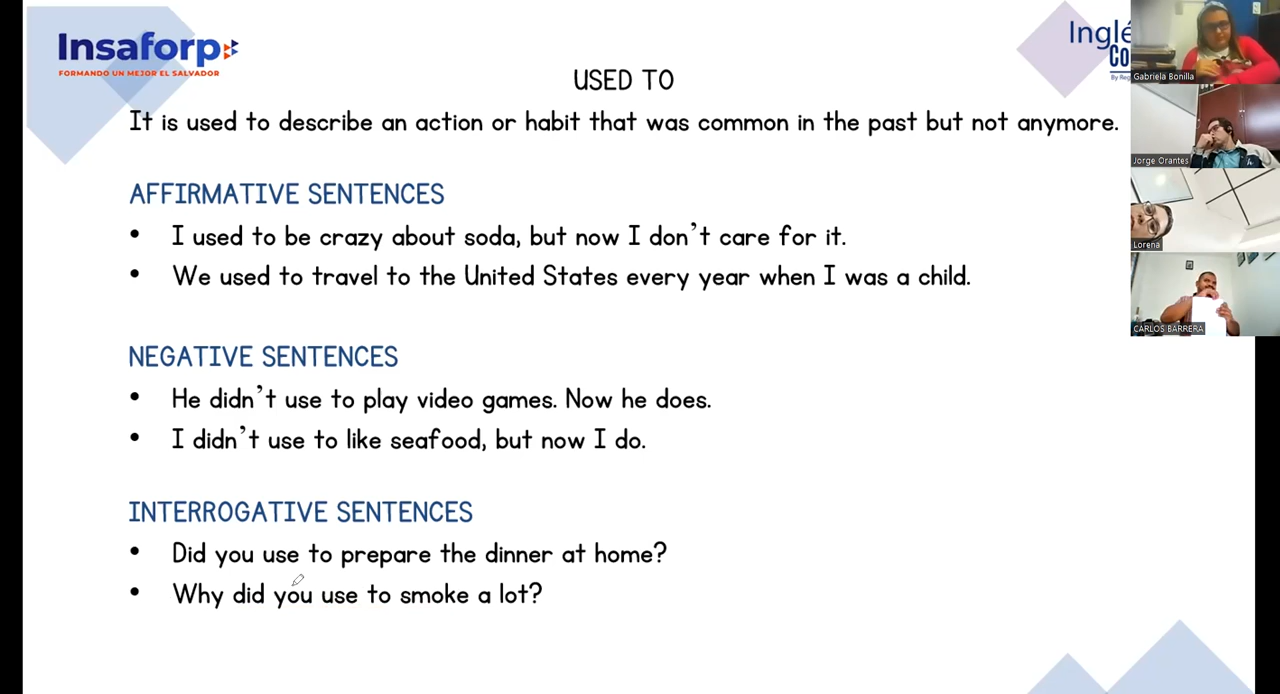 Insaforp
FORMANDO UN MEJOR EL SALVADOR
Inglé
CO
By Reg
USED TO
It is used to describe an action or habit that was common in the past but not anymore.
AFFIRMATIVE SENTENCES
• I used to be crazy about soda, but now I don't care for it.
• We used to travel to the United States every year when I was a child.
NEGATIVE SENTENCES
• He didn't use to play video games. Now he does.
• I didn't use to like seafood, but now I do.
INTERROGATIVE SENTENCES
• Did you use to prepare the dinner at home?
• Why did you use to smoke a lot?
Gabriela Bonilla
Jorge Orantes
Lorena
CARLOS BARRERA